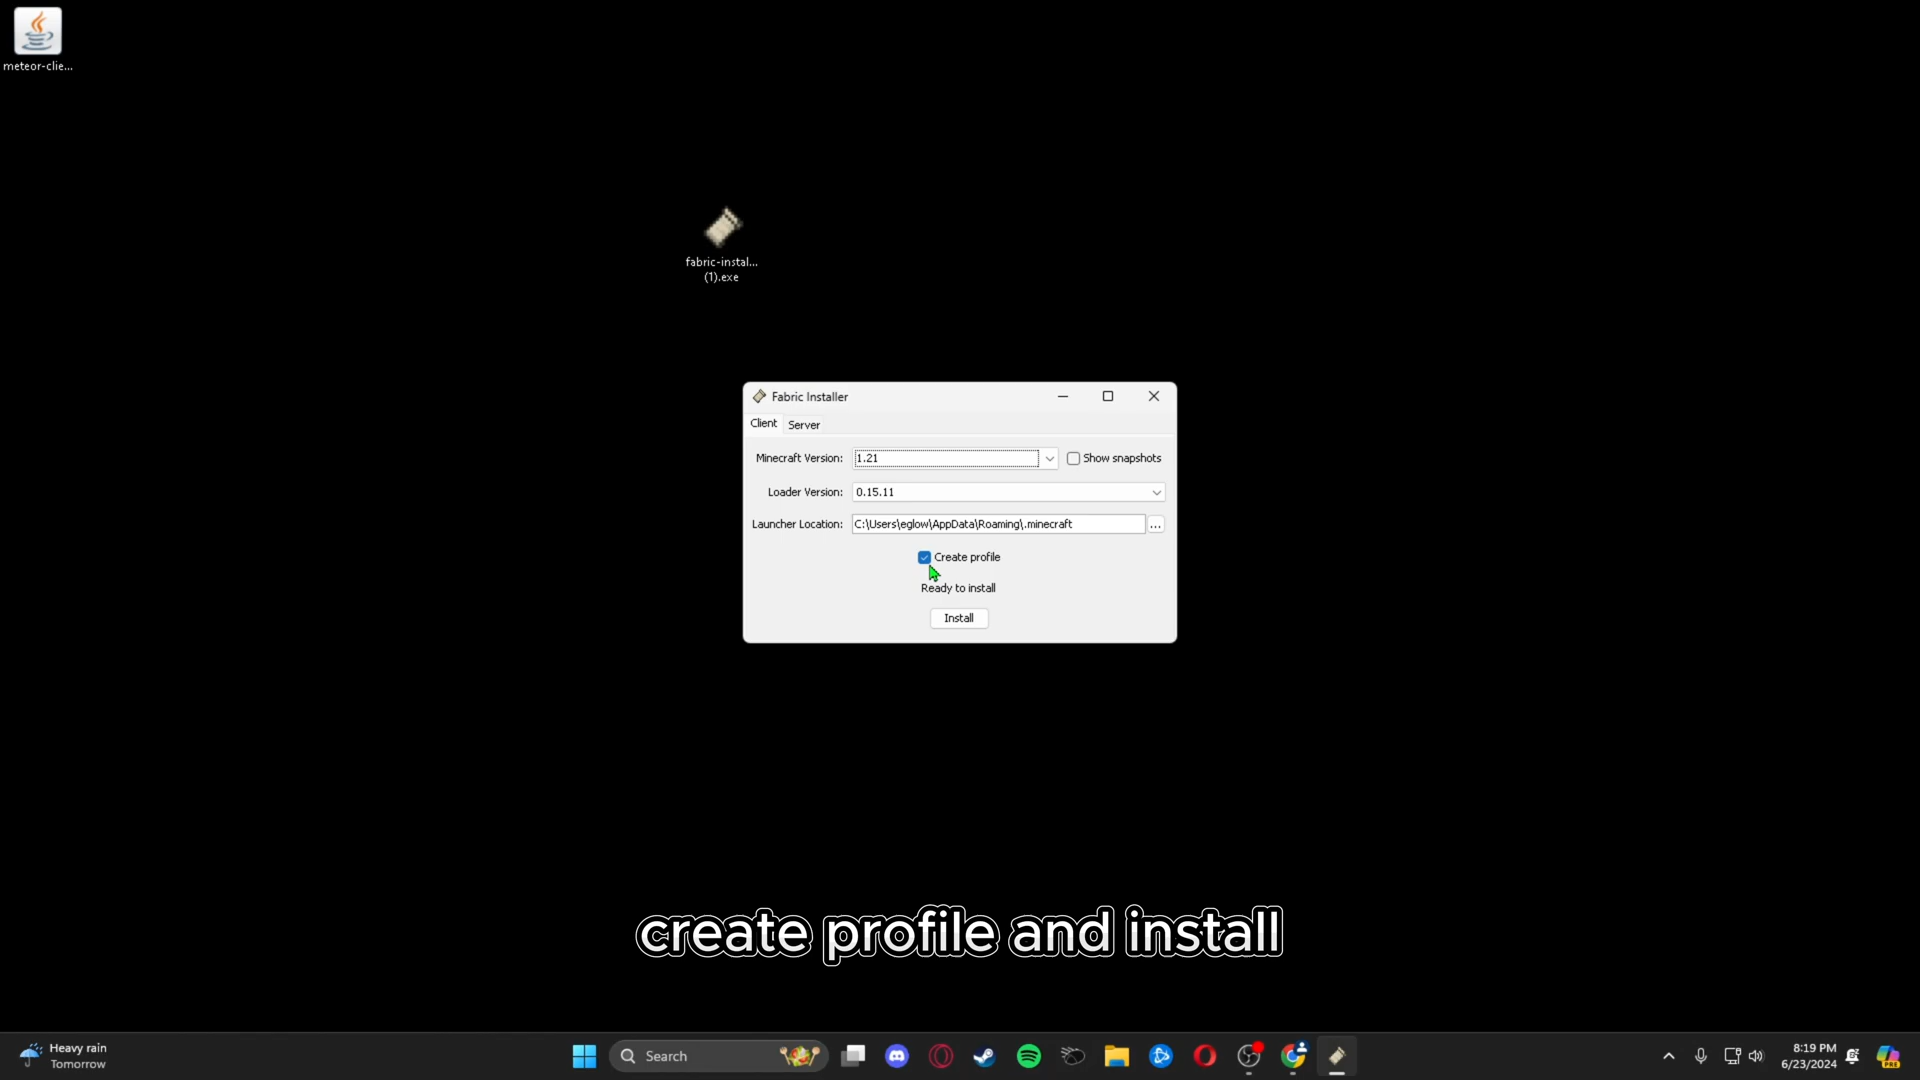 meteor-clie...
fabric-instal...
(1).exe
Fabric Installer
Client
Server
Minecraft Version:
1.21
Show snapshots
Loader Version:
0.15.11
Launcher Location:
C:\Users\eglow\AppData\Roaming\.minecraft
...
Create profile
Ready to install
Install
create profile and install
Heavy rain
Tomorrow
Search
8:19 PM
6/23/2024
PRE